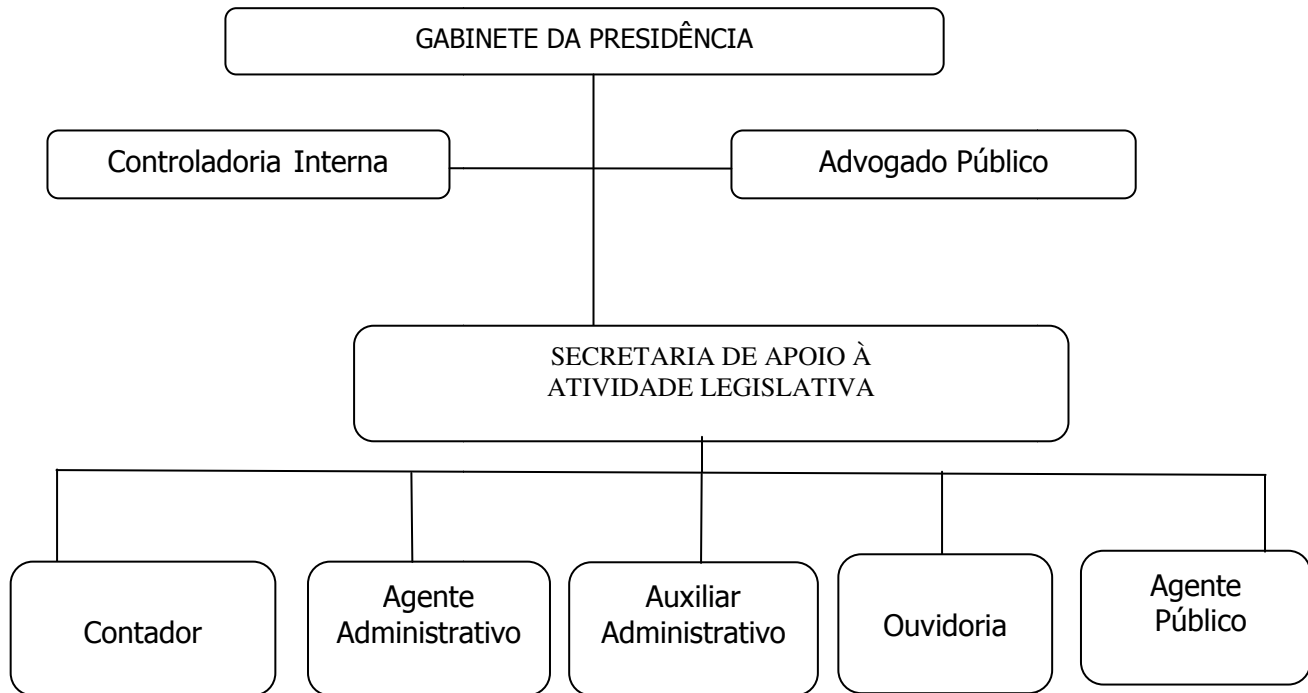 GABINETE DA PRESIDÊNCIA
Controladoria Interna
Advogado Público
SECRETARIA DE APOIO À
ATIVIDADE LEGISLATIVA
Contador
Agente
Administrativo
Auxiliar
Administrativo
Ouvidoria
Agente
Público